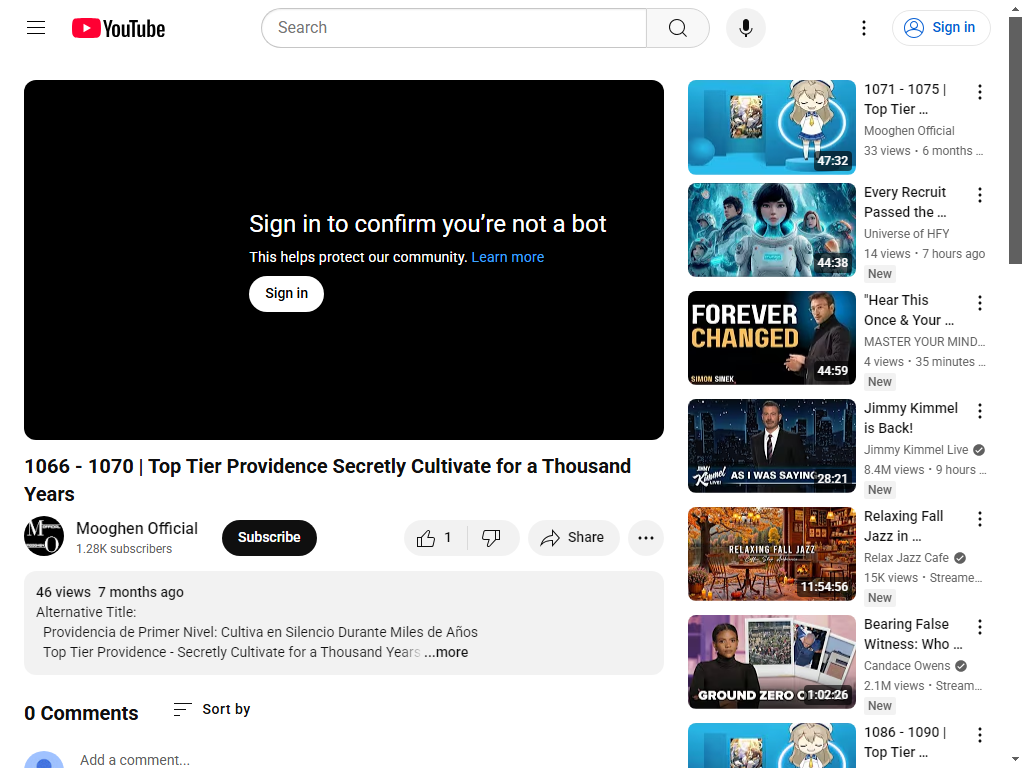 YouTube
Search
Sign in
Sign in to confirm you’re not a bot
This helps protect our community. Learn more
Sign in
1066 - 1070 | Top Tier Providence Secretly Cultivate for a Thousand
Years
Mooghen Official
1.28K subscribers
Subscribe
1
Share
46 views 7 months ago
Alternative Title:
Providencia de Primer Nivel: Cultiva en Silencio Durante Miles de Años
Top Tier Providence - Secretly Cultivate for a Thousand Years ...more
0 Comments
Sort by
Add a comment...
47:32
1071 - 1075 |
Top Tier ...
Mooghen Official
33 views • 6 months ...
44:38
Every Recruit
Passed the ...
Universe of HFY
14 views • 7 hours ago
New
FOREVER
CHANGED
SIMON SINEK
44:59
"Hear This
Once & Your ...
MASTER YOUR MIND...
4 views • 35 minutes ...
New
JIMMY
Kimmel
LIVE!
AS I WAS SAYING
28:21
Jimmy Kimmel
is Back!
Jimmy Kimmel Live
8.4M views • 9 hours ...
New
RELAXING FALL JAZZ
11:54:56
Relaxing Fall
Jazz in ...
Relax Jazz Cafe
15K views • Streame...
New
GROUND ZERO
1:02:26
Bearing False
Witness: Who ...
Candace Owens
2.1M views • Stream...
New
1086 - 1090 |
Top Tier ...